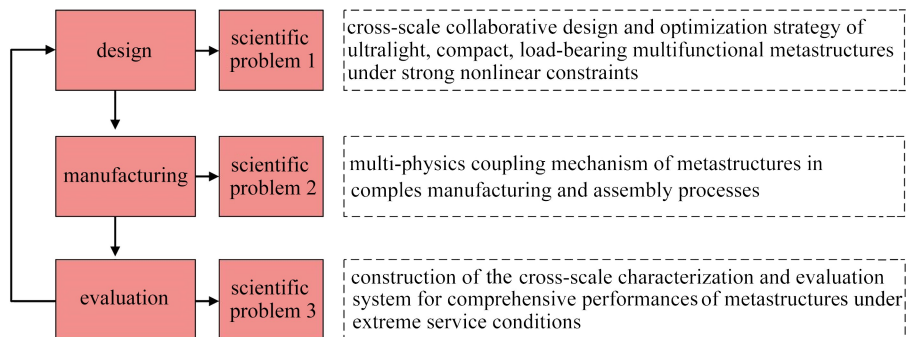 design
scientific
problem 1
cross-scale collaborative design and optimization strategy of
ultralight, compact, load-bearing multifunctional metastructures
under strong nonlinear constraints
manufacturing
scientific
problem 2
multi-physics coupling mechanism of metastructures in
comples manufacturing and assembly processes
evaluation
scientific
problem 3
construction of the cross-scale characterization and evaluation
system for comprehensive performances of metastructures under
extreme service conditions